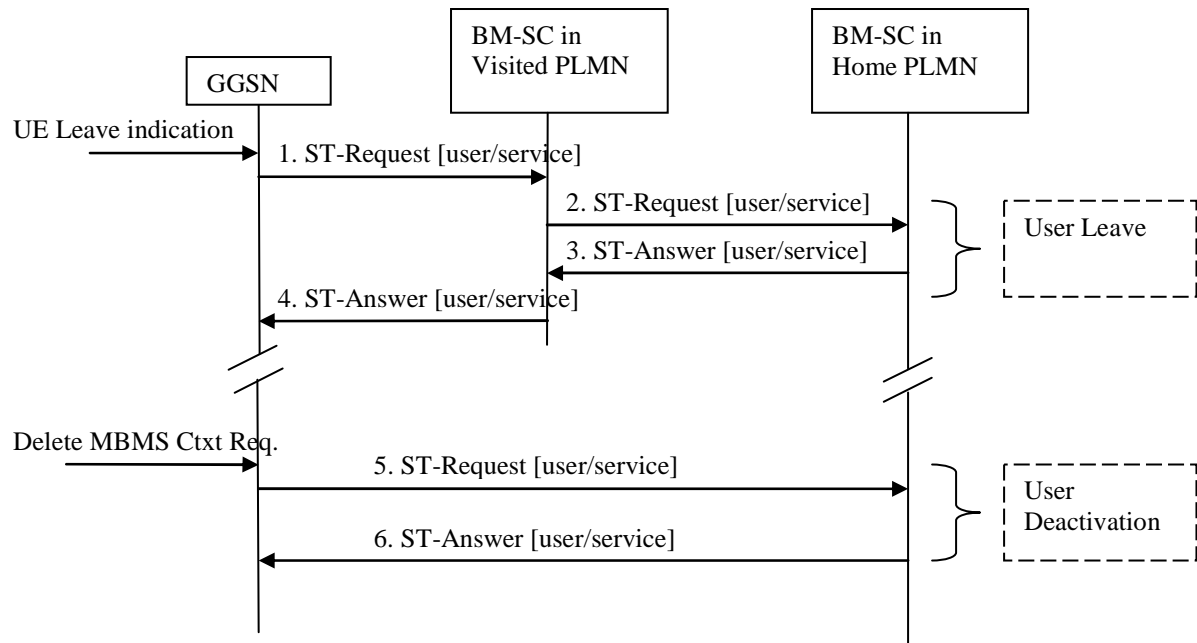 BM-SC in
Visited PLMN
BM-SC in
Home PLMN
GGSN
UE Leave indication
1. ST-Request [user/service]
2. ST-Request [user/service]
User Leave
3. ST-Answer [user/service]
4. ST-Answer [user/service]
Delete MBMS Ctxt Req.
5. ST-Request [user/service]
User
Deactivation
6. ST-Answer [user/service]